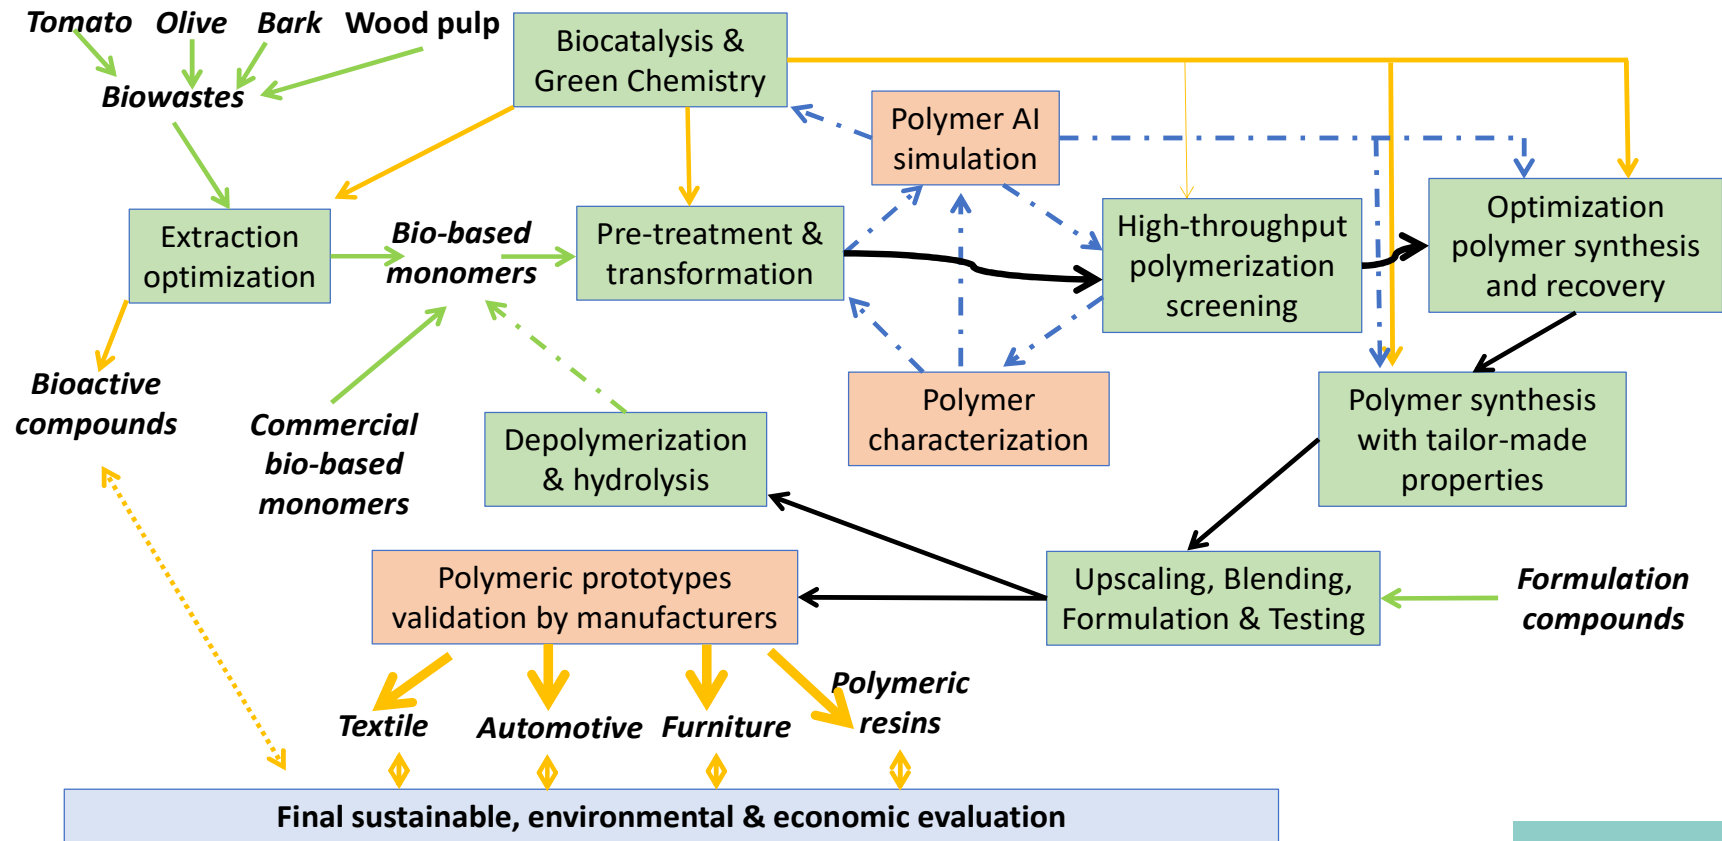 Tomato
Olive
Bark
Wood pulp
Biowastes
Biocatalysis &
Green Chemistry
Polymer AI
simulation
Extraction
optimization
Bio-based
monomers
Pre-treatment &
transformation
High-throughput
polymerization
screening
Optimization
polymer synthesis
and recovery
Bioactive
compounds
Commercial
bio-based
monomers
Depolymerization
& hydrolysis
Polymer
characterization
Polymer synthesis
with tailor-made
properties
Polymeric prototypes
validation by manufacturers
Upscaling, Blending,
Formulation & Testing
Formulation
compounds
Textile
Automotive
Furniture
Polymeric
resins
Final sustainable, environmental & economic evaluation